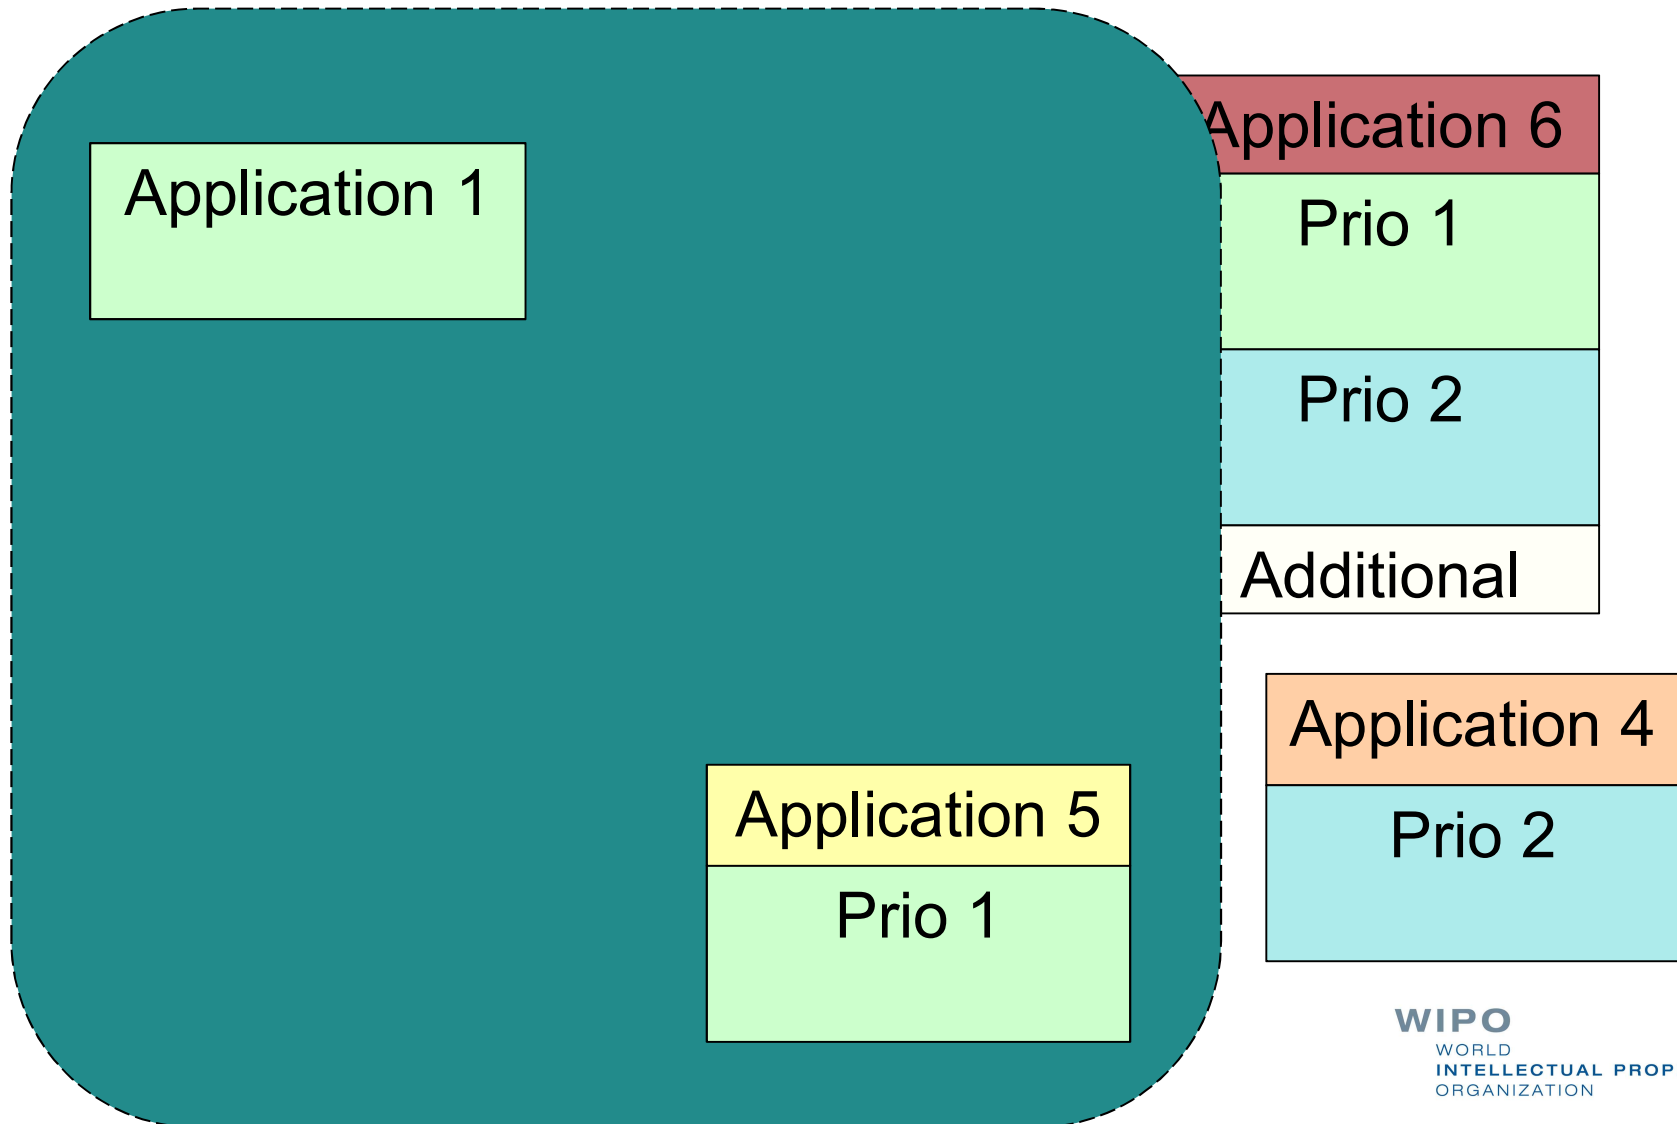 Application 1
Application 6
Prio 1
Prio 2
Additional
Application 5
Prio 1
Application 4
Prio 2
WIPO
WORLD
INTELLECTUAL PROP
ORGANIZATION